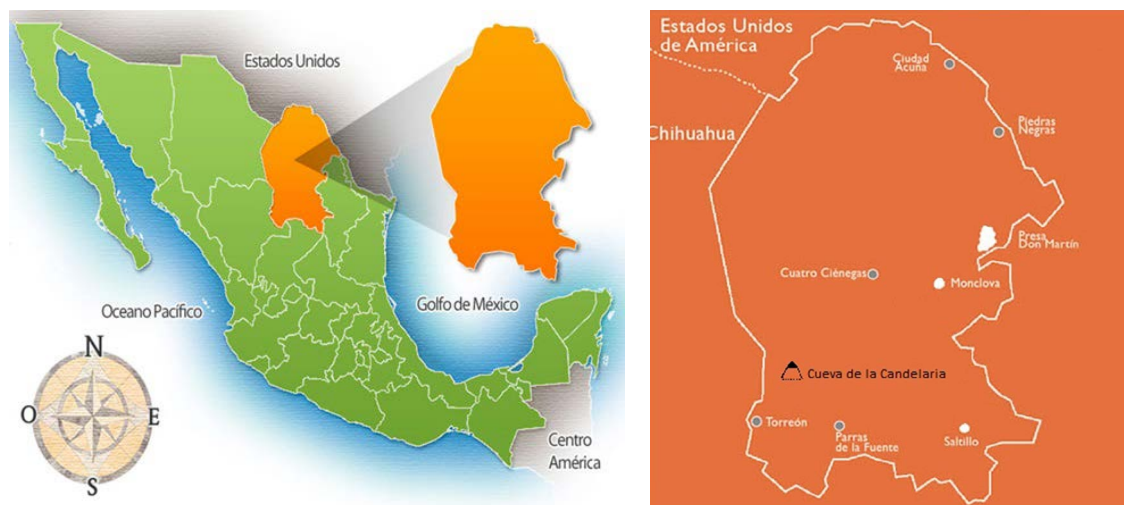 Estados Unidos
Golfo de México
Oceano Pacífico
N
O
E
S
Centro
América
Estados Unidos
de América
Ciudad
Acuña
Chihuahua
Piedras
Negras
Presa
Don Martín
Cuatro Ciénegas
Monclova
Cueva de la Candelaria
Torreón
Parras
de la Fuente
Saltillo